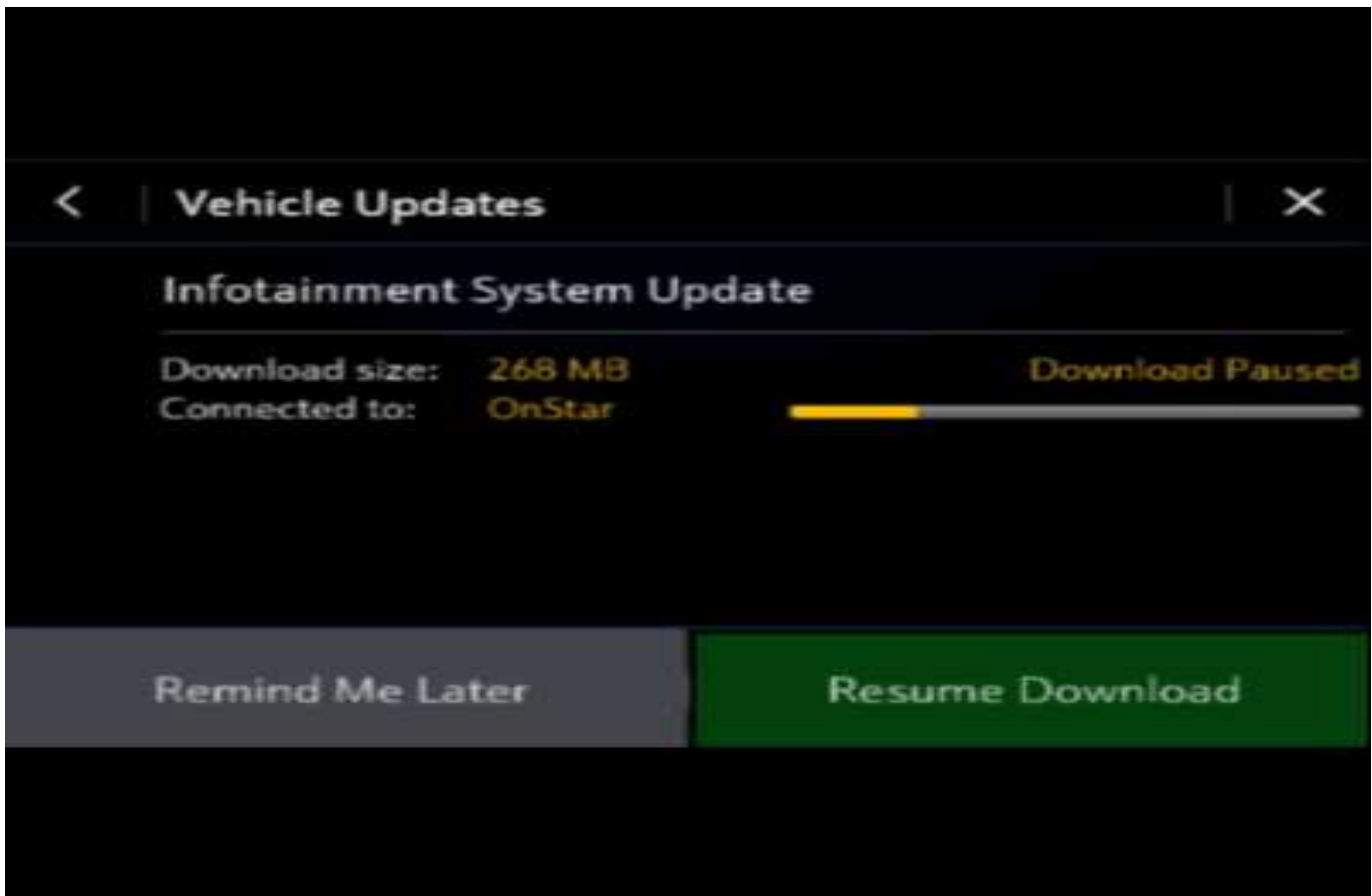 Vehicle Updates
Infotainment System Update
Download size: 268 MB
Download Paused
Connected to: OnStar
Remind Me Later
Resume Download